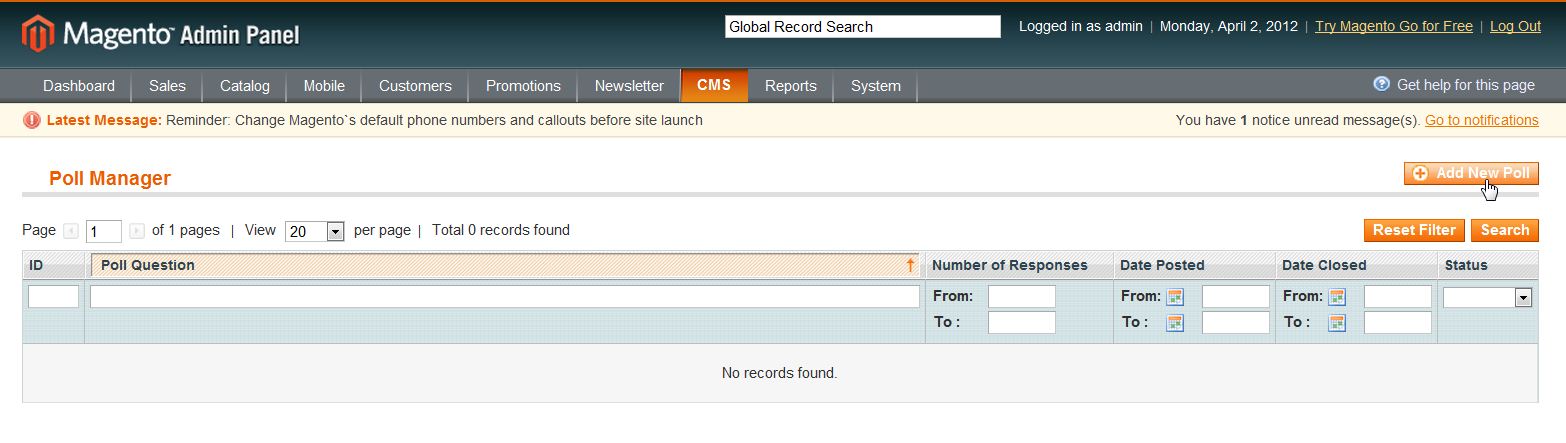 Magento™ Admin Panel
Global Record Search
Logged in as admin | Monday, April 2, 2012 | Try Magento Go for Free | Log Out
Dashboard Sales Catalog Mobile Customers Promotions Newsletter CMS Reports System
Get help for this page
Latest Message: Reminder: Change Magento`s default phone numbers and callouts before site launch
You have 1 notice unread message(s). Go to notifications
Poll Manager
Add New Poll
Page 1 of 1 pages | View 20 per page | Total 0 records found
Reset Filter Search
ID Poll Question Number of Responses Date Posted Date Closed Status
From: From: From:
To : To : To :
No records found.